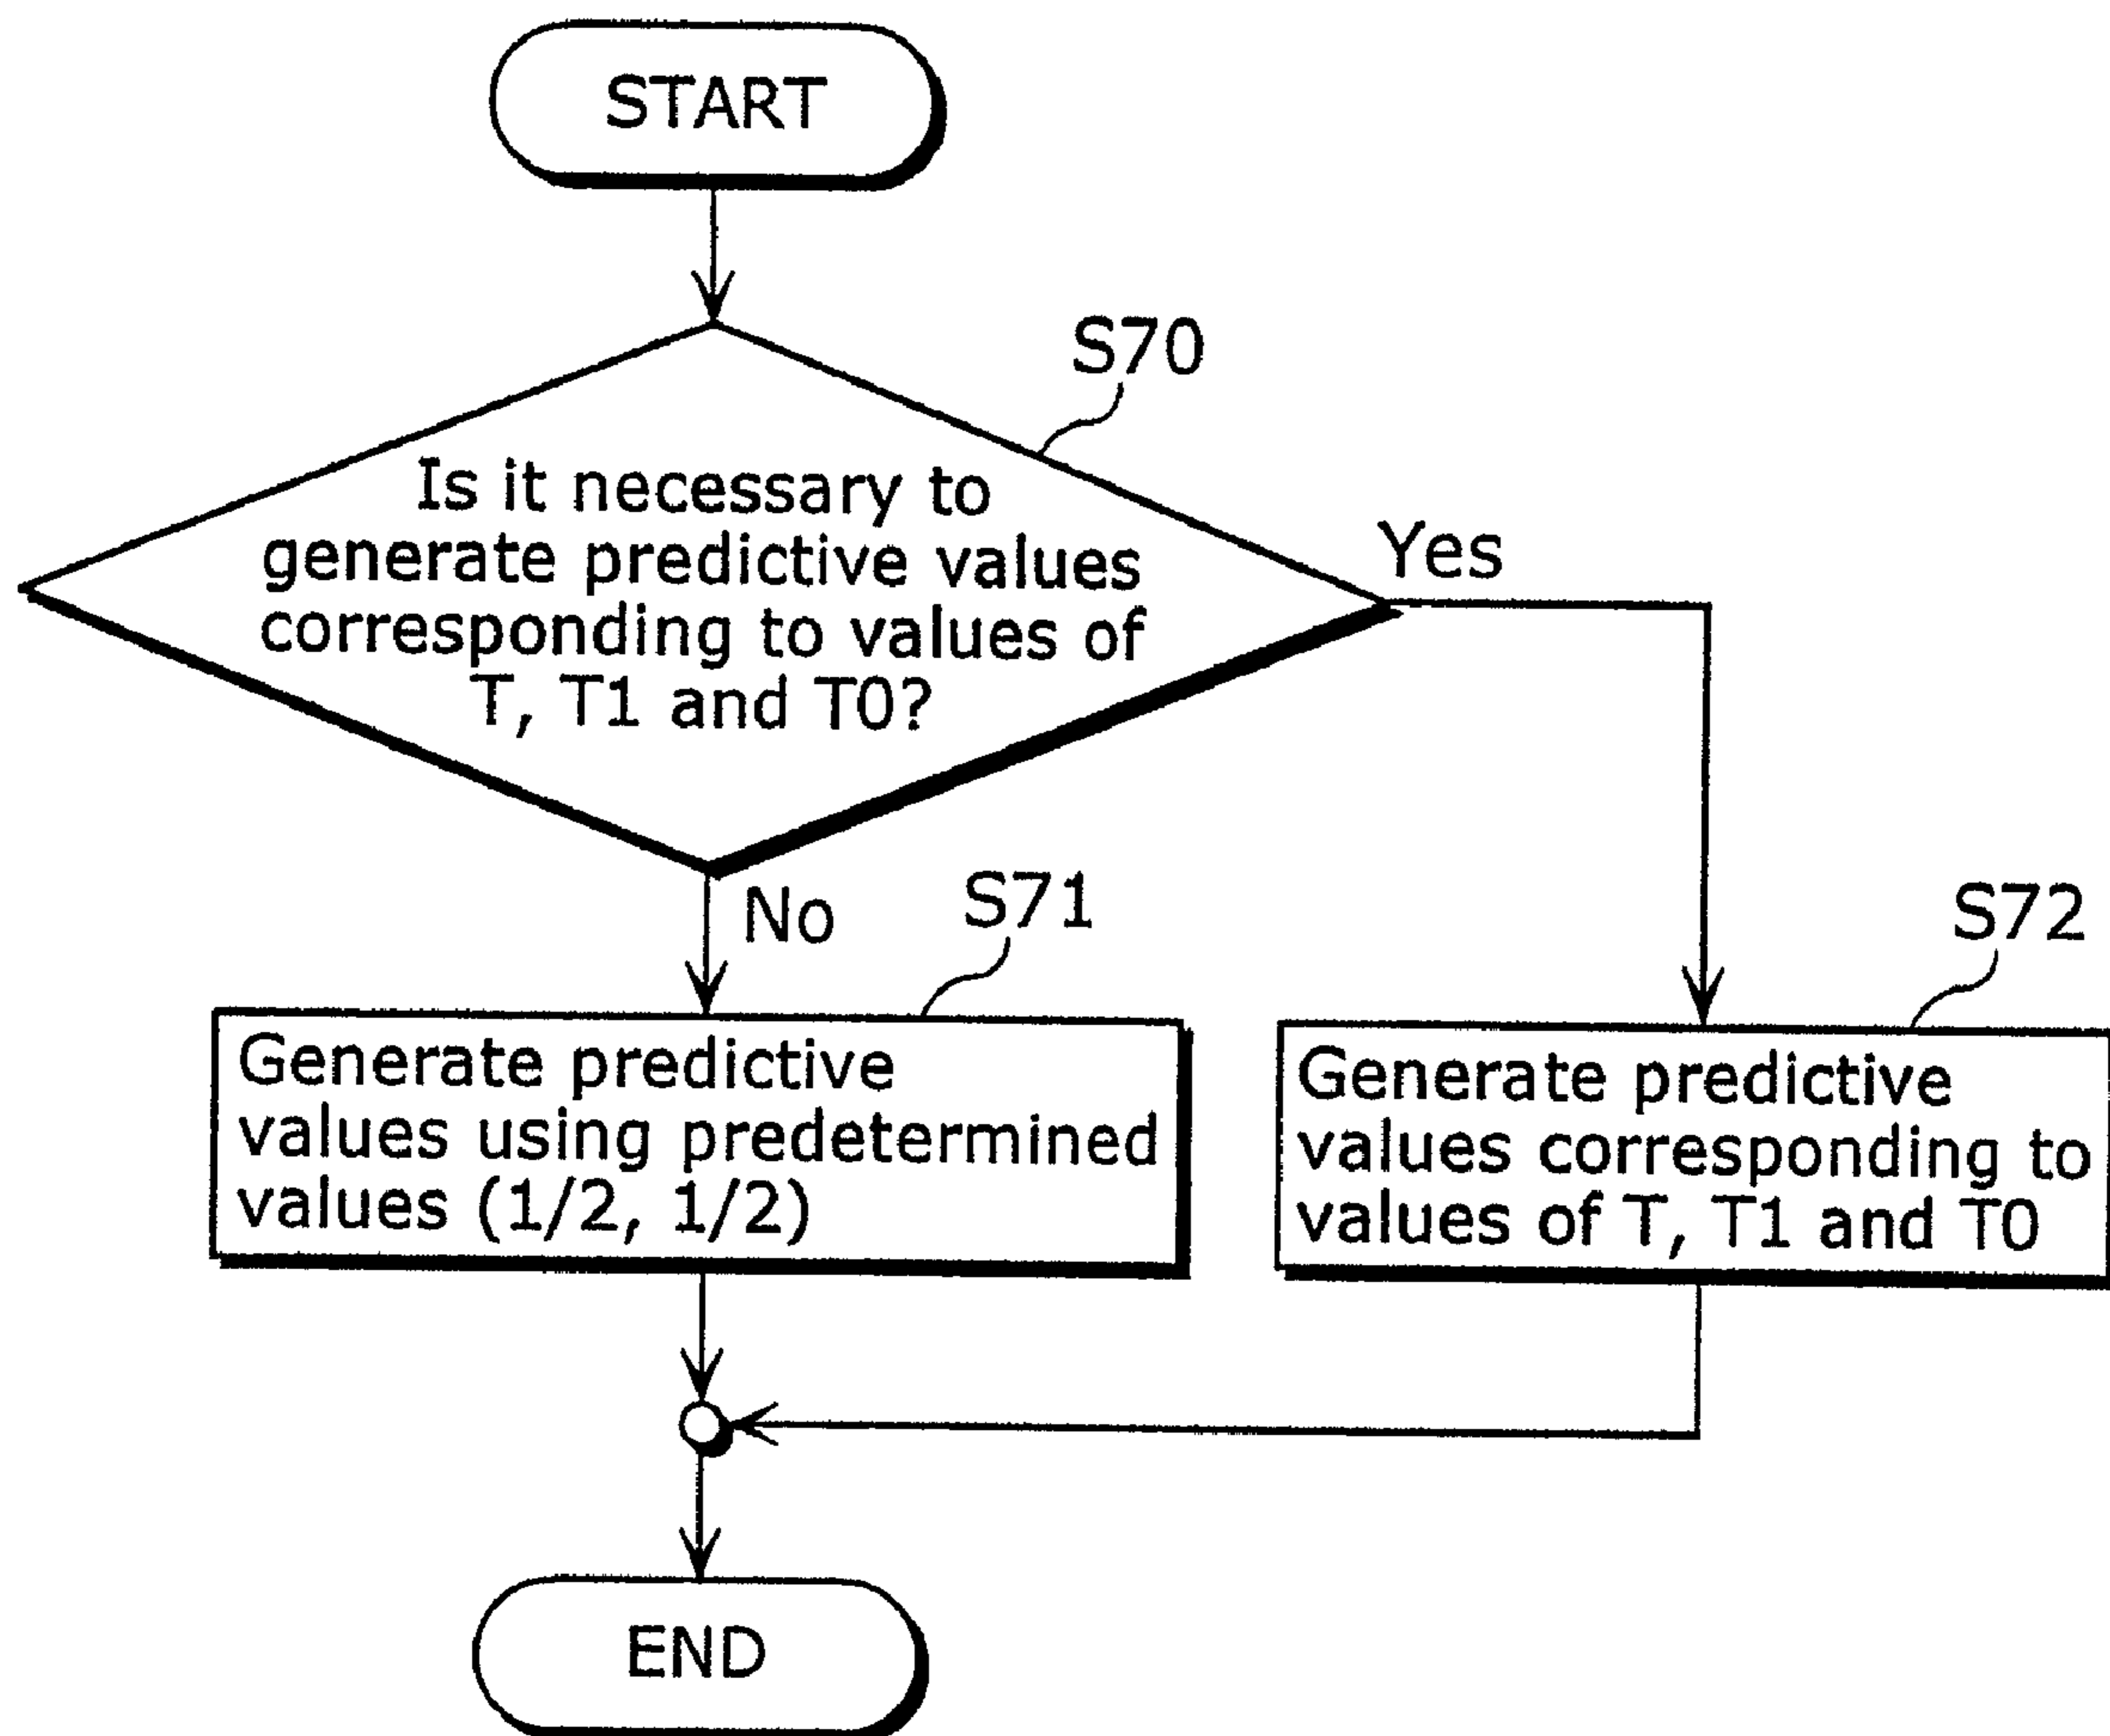 START
S70
Is it necessary to
generate predictive values
corresponding to values of
T, T1 and T0?
Yes
No
S71
S72
Generate predictive
values using predetermined
values (1/2, 1/2)
Generate predictive
values corresponding to
values of T, T1 and T0
END